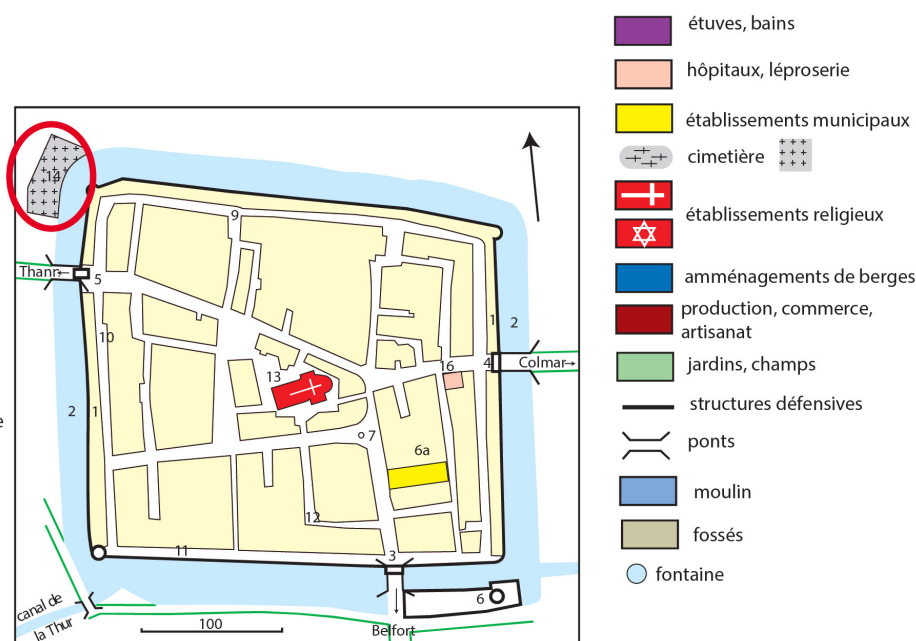 14
9
Thann←
5
10
1
2
Colmar→
4
16
13
2
1
7
6a
12
11
3
6
canal de
la Thur
100
Belfort
e
étuves, bains
hôpitaux, léproserie
établissements municipaux
cimetière
établissements religieux
amménagements de berges
production, commerce,
artisanat
jardins, champs
structures défensives
ponts
moulin
fossés
fontaine